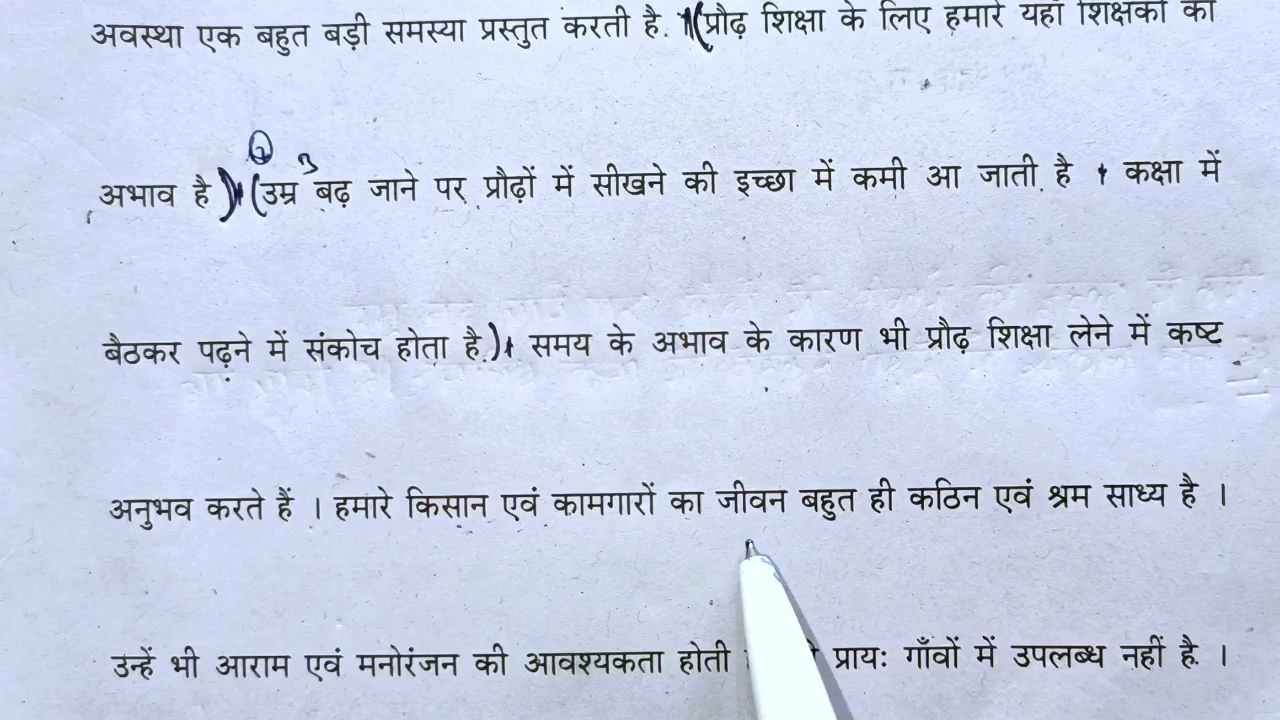 अवस्था एक बहुत बड़ी समस्या प्रस्तुत करती है. (प्रौढ़ शिक्षा के लिए हमारे यहाँ शिक्षकों का
अभाव है) (उम्र बढ़ जाने पर प्रौढ़ों में सीखने की इच्छा में कमी आ जाती है । कक्षा में
बैठकर पढ़ने में संकोच होता है.) । समय के अभाव के कारण भी प्रौढ़ शिक्षा लेने में कष्ट
अनुभव करते हैं । हमारे किसान एवं कामगारों का जीवन बहुत ही कठिन एवं श्रम साध्य है ।
उन्हें भी आराम एवं मनोरंजन की आवश्यकता होती प्रायः गाँवों में उपलब्ध नहीं है ।